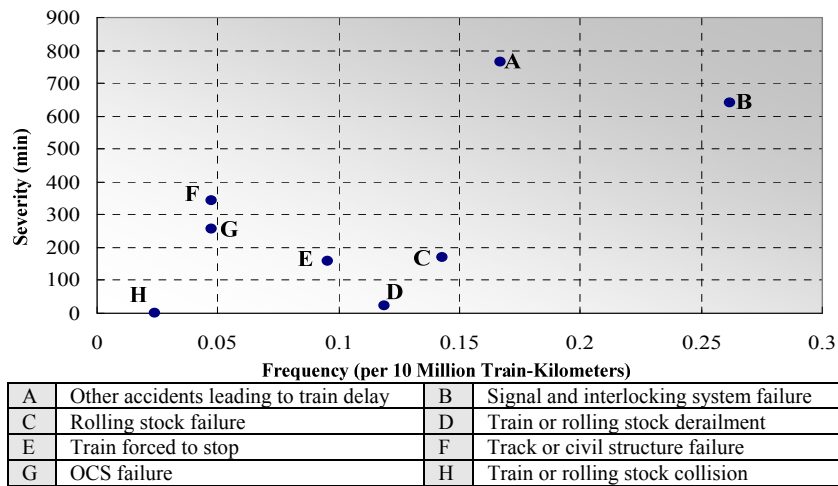 900
800
700
600
500
400
300
200
100
0
Severity (min)
A
B
F
G
E
C
D
H
0 0.05 0.1 0.15 0.2 0.25 0.3
Frequency (per 10 Million Train-Kilometers)
A Other accidents leading to train delay B Signal and interlocking system failure
C Rolling stock failure D Train or rolling stock derailment
E Train forced to stop F Track or civil structure failure
G OCS failure H Train or rolling stock collision